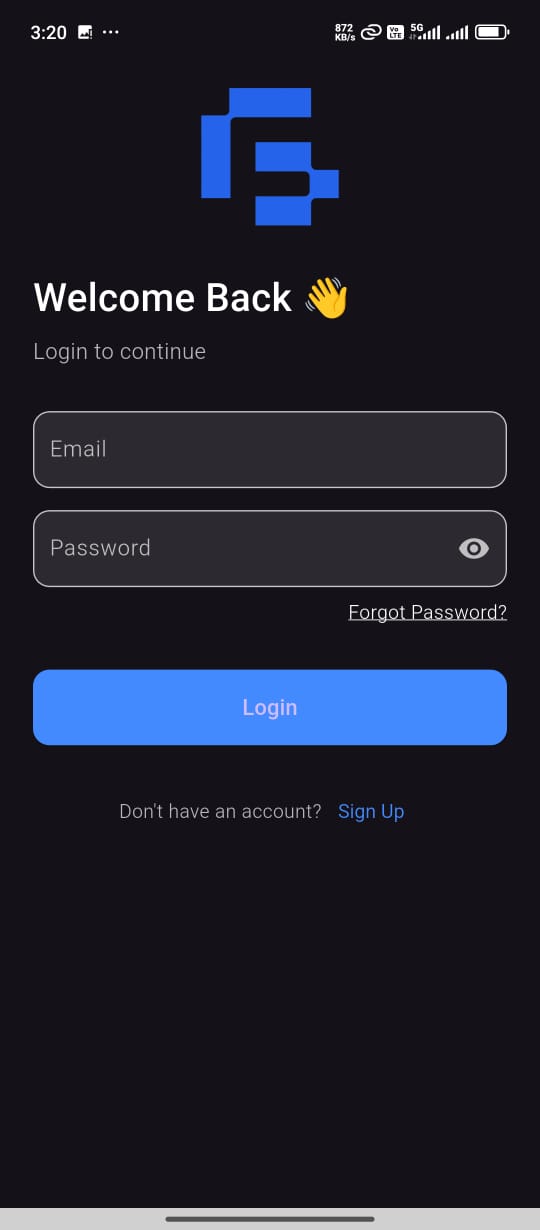 3:20
872 KB/s Vo LTE 5G
Welcome Back 👋
Login to continue
Email
Password
Forgot Password?
Login
Don't have an account? Sign Up